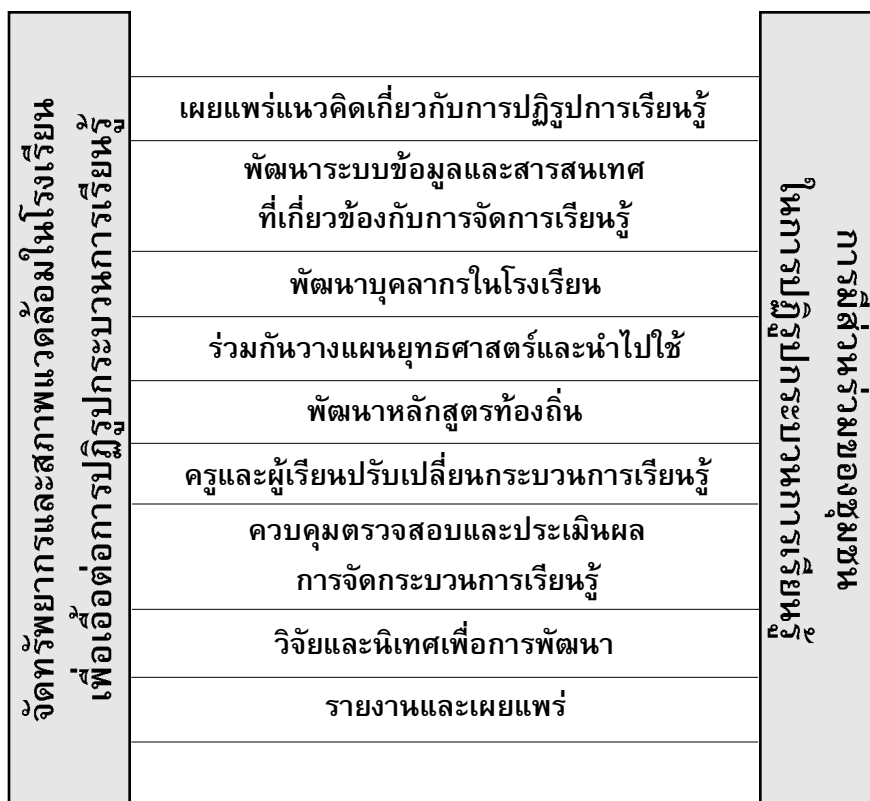 จัดทรัพยากรและสภาพแวดล้อมในโรงเรียน
เพื่อเอื้อต่อการปฏิรูปกระบวนการเรียนรู้
เผยแพร่แนวคิดเกี่ยวกับการปฏิรูปการเรียนรู้
พัฒนาระบบข้อมูลและสารสนเทศ
ที่เกี่ยวข้องกับการจัดการเรียนรู้
พัฒนาบุคลากรในโรงเรียน
ร่วมกันวางแผนยุทธศาสตร์และนำไปใช้
พัฒนาหลักสูตรท้องถิ่น
ครูและผู้เรียนปรับเปลี่ยนกระบวนการเรียนรู้
ควบคุมตรวจสอบและประเมินผล
การจัดกระบวนการเรียนรู้
วิจัยและนิเทศเพื่อการพัฒนา
รายงานและเผยแพร่
การมีส่วนร่วมของชุมชน
ในการปฏิรูปกระบวนการเรียนรู้